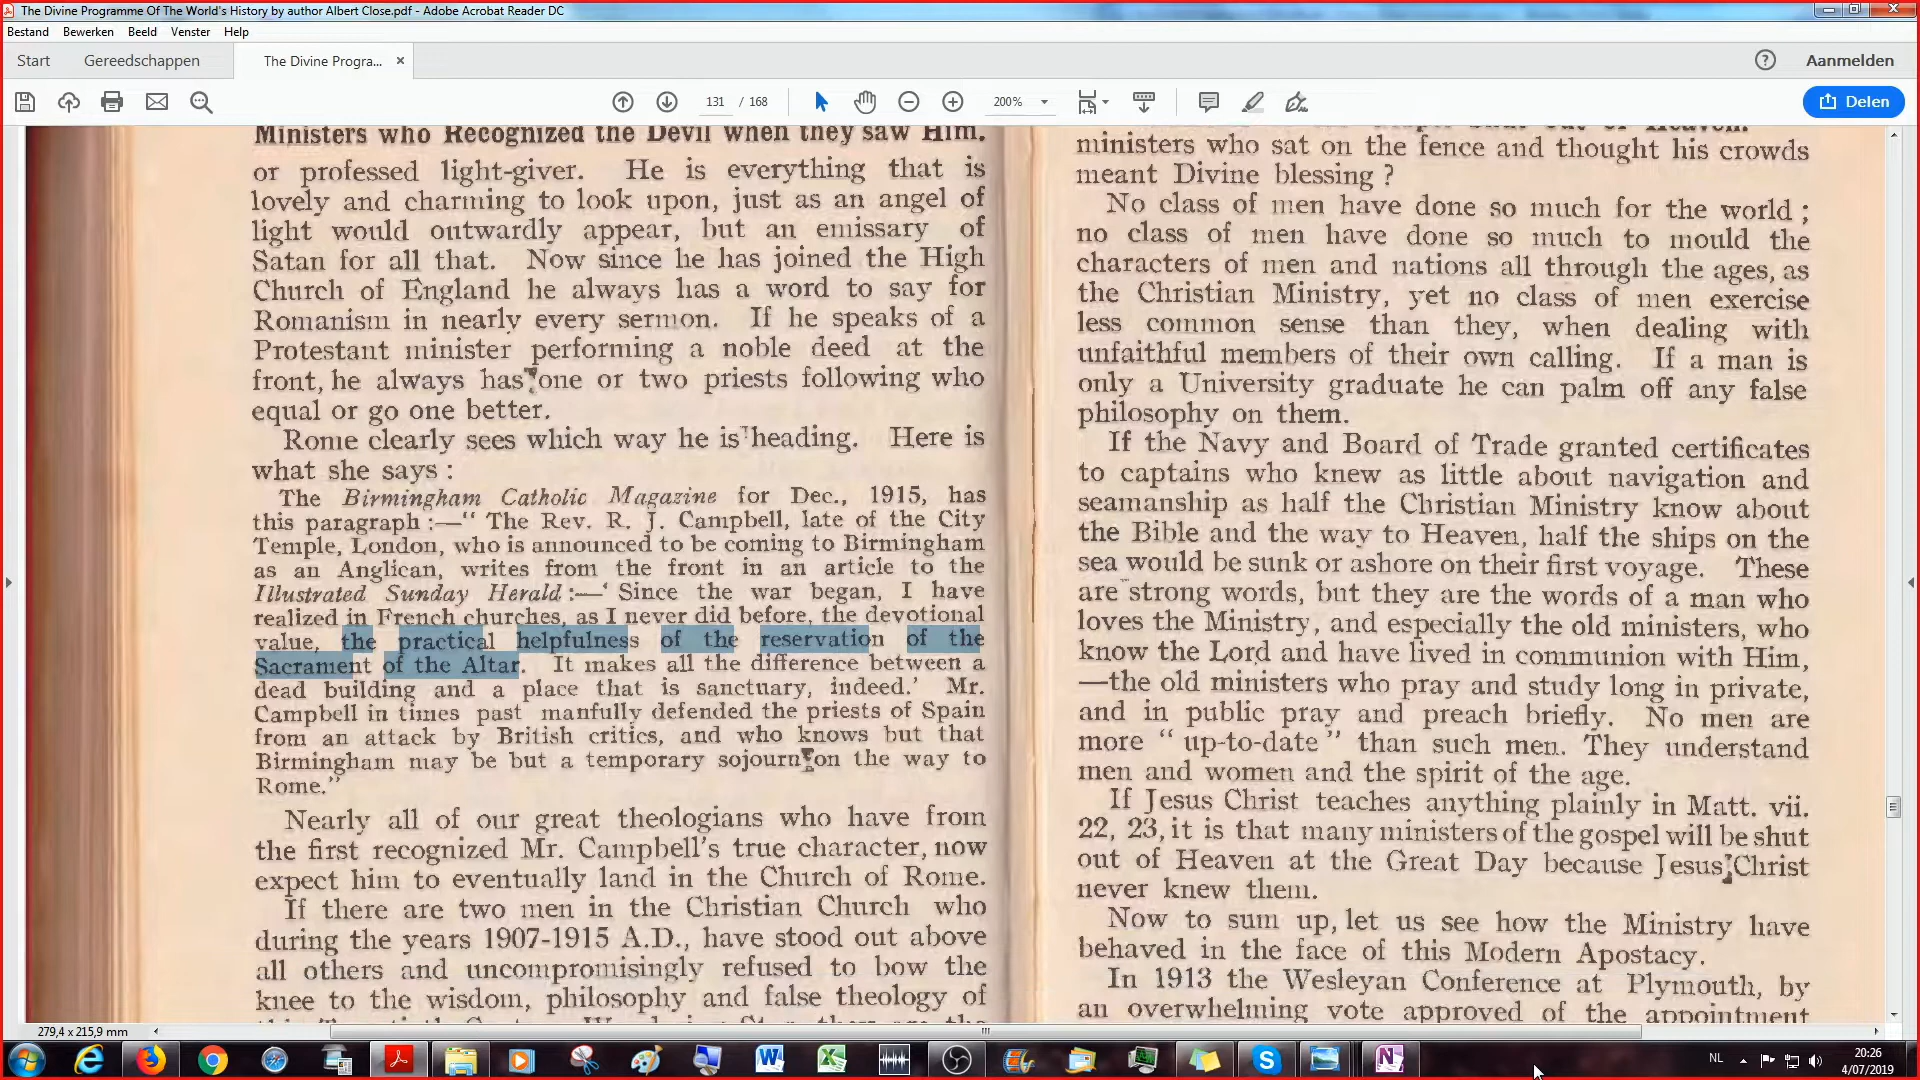 The Divine Programme Of The World's History by author Albert Close.pdf - Adobe Acrobat Reader DC
Bestand Bewerken Beeld Venster Help
Start Gereedschappen The Divine Progra... × Aanmelden
131 / 168 200% Delen
Ministers who Recognized the Devil when they saw Him.
or professed light-giver. He is everything that is
lovely and charming to look upon, just as an angel of
light would outwardly appear, but an emissary of
Satan for all that. Now since he has joined the High
Church of England he always has a word to say for
Romanism in nearly every sermon. If he speaks of a
Protestant minister performing a noble deed at the
front, he always has one or two priests following who
equal or go one better.
Rome clearly sees which way he is heading. Here is
what she says :
The Birmingham Catholic Magazine for Dec., 1915, has
this paragraph :—" The Rev. R. J. Campbell, late of the City
Temple, London, who is announced to be coming to Birmingham
as an Anglican, writes from the front in an article to the
Illustrated Sunday Herald :—' Since the war began, I have
realized in French churches, as I never did before, the devotional
value, the practical helpfulness of the reservation of the
Sacrament of the Altar. It makes all the difference between a
dead building and a place that is sanctuary, indeed.' Mr.
Campbell in times past manfully defended the priests of Spain
from an attack by British critics, and who knows but that
Birmingham may be but a temporary sojourn on the way to
Rome."
Nearly all of our great theologians who have from
the first recognized Mr. Campbell's true character, now
expect him to eventually land in the Church of Rome.
If there are two men in the Christian Church who
during the years 1907-1915 A.D., have stood out above
all others and uncompromisingly refused to bow the
knee to the wisdom, philosophy and false theology of
ministers who sat on the fence and thought his crowds
meant Divine blessing ?
No class of men have done so much for the world ;
no class of men have done so much to mould the
characters of men and nations all through the ages, as
the Christian Ministry, yet no class of men exercise
less common sense than they, when dealing with
unfaithful members of their own calling. If a man is
only a University graduate he can palm off any false
philosophy on them.
If the Navy and Board of Trade granted certificates
to captains who knew as little about navigation and
seamanship as half the Christian Ministry know about
the Bible and the way to Heaven, half the ships on the
sea would be sunk or ashore on their first voyage. These
are strong words, but they are the words of a man who
loves the Ministry, and especially the old ministers, who
know the Lord and have lived in communion with Him,
—the old ministers who pray and study long in private,
and in public pray and preach briefly. No men are
more " up-to-date " than such men. They understand
men and women and the spirit of the age.
If Jesus Christ teaches anything plainly in Matt. vii.
22, 23, it is that many ministers of the gospel will be shut
out of Heaven at the Great Day because Jesus Christ
never knew them.
Now to sum up, let us see how the Ministry have
behaved in the face of this Modern Apostacy.
In 1913 the Wesleyan Conference at Plymouth, by
an overwhelming vote approved of the appointment
279,4 x 215,9 mm
NL
20:26
4/07/2019